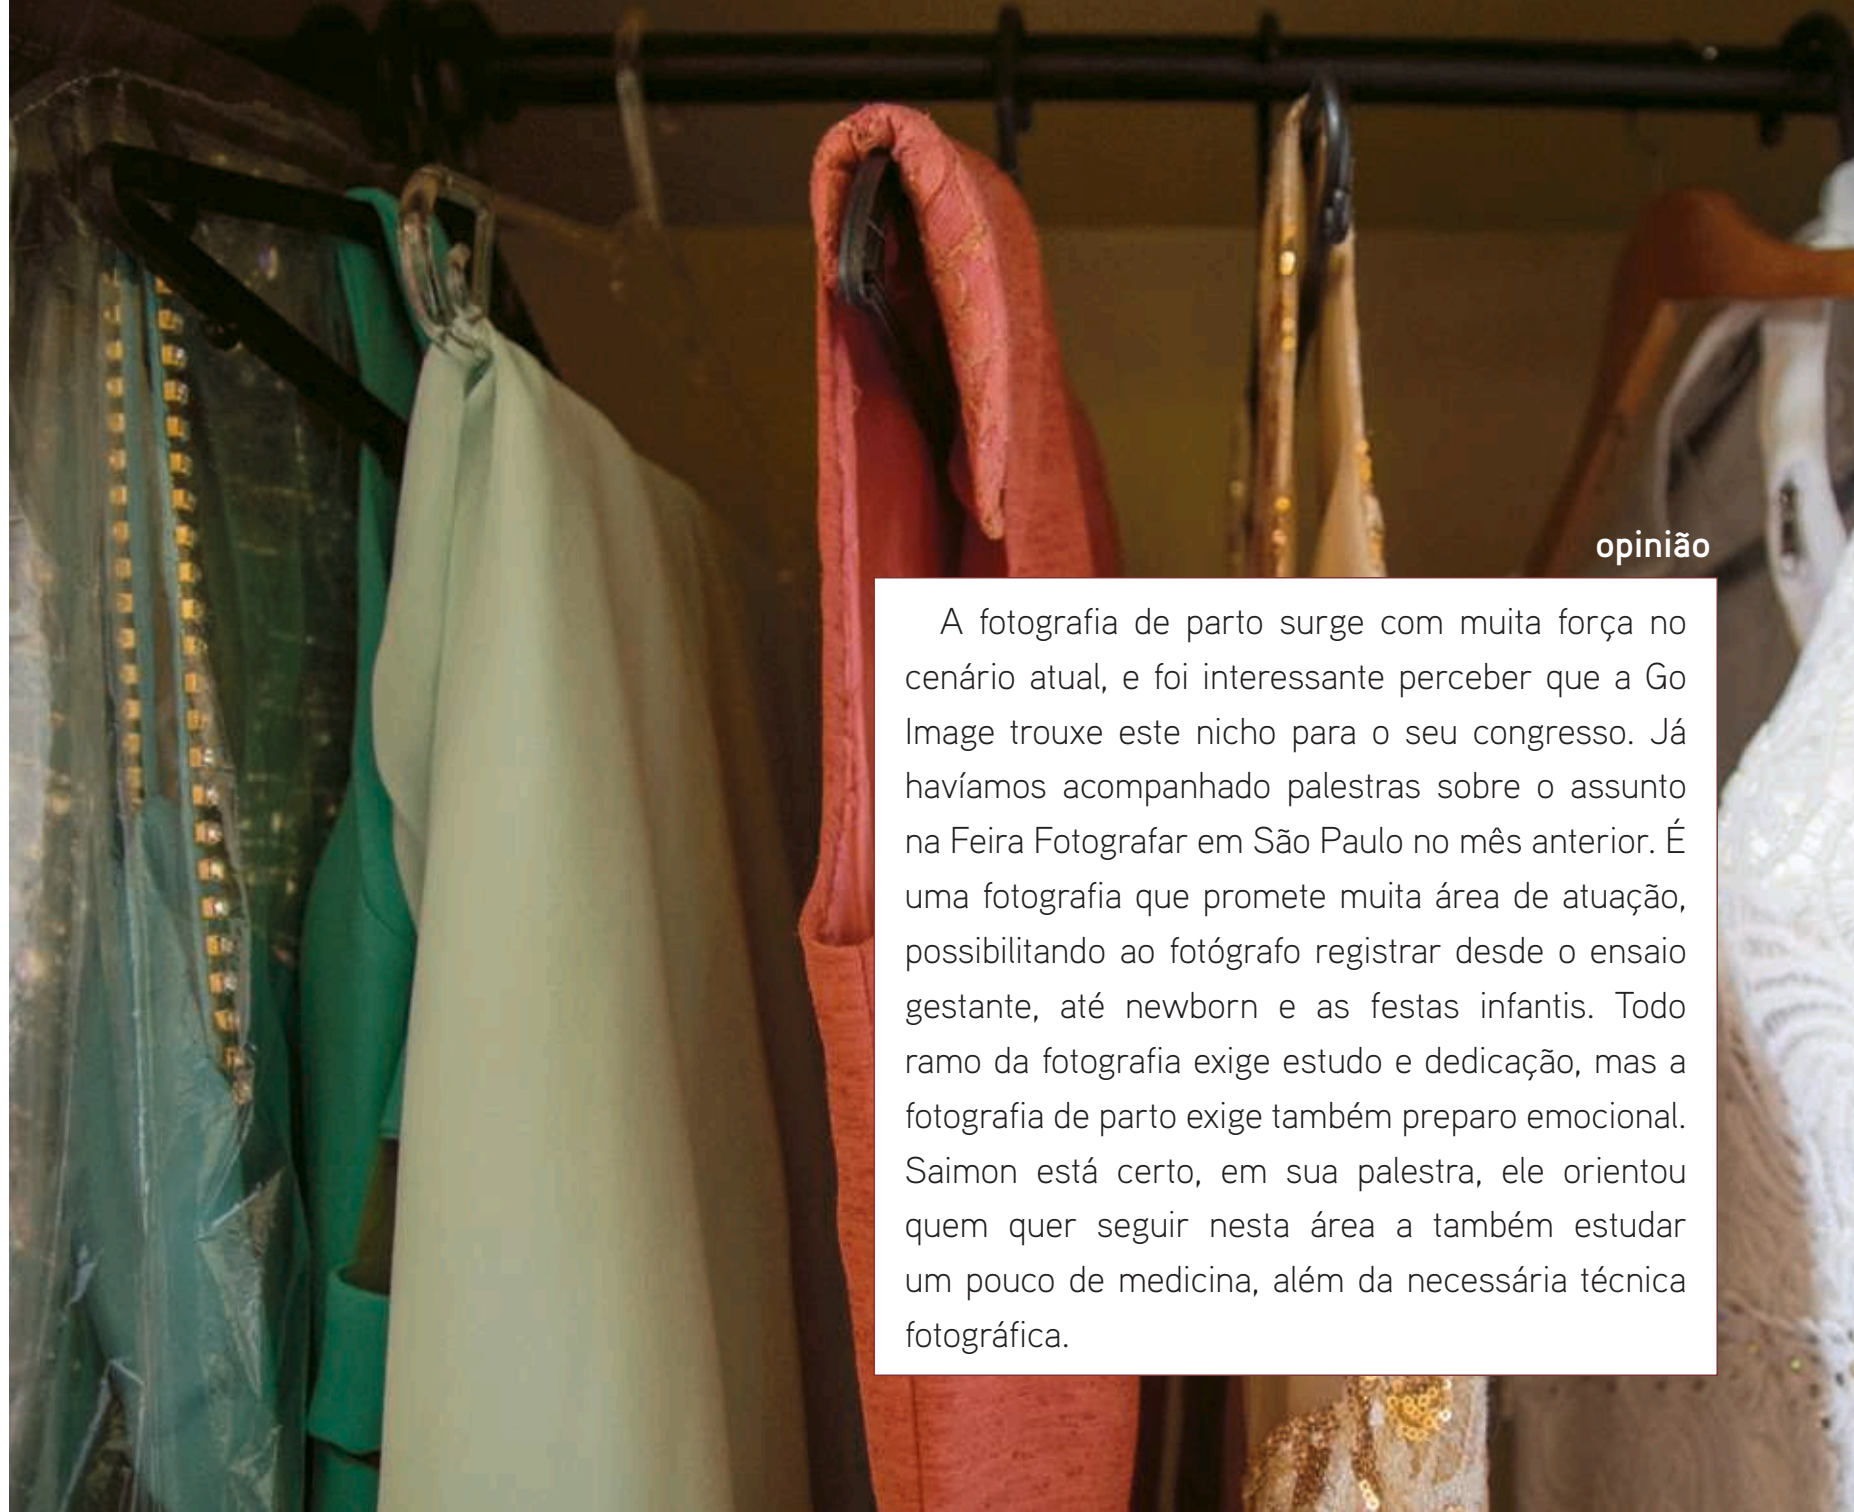 opinião
A fotografia de parto surge com muita força no
cenário atual, e foi interessante perceber que a Go
Image trouxe este nicho para o seu congresso. Já
havíamos acompanhado palestras sobre o assunto
na Feira Fotografar em São Paulo no mês anterior. É
uma fotografia que promete muita área de atuação,
possibilitando ao fotógrafo registrar desde o ensaio
gestante, até newborn e as festas infantis. Todo
ramo da fotografia exige estudo e dedicação, mas a
fotografia de parto exige também preparo emocional.
Saimon está certo, em sua palestra, ele orientou
quem quer seguir nesta área a também estudar
um pouco de medicina, além da necessária técnica
fotográfica.